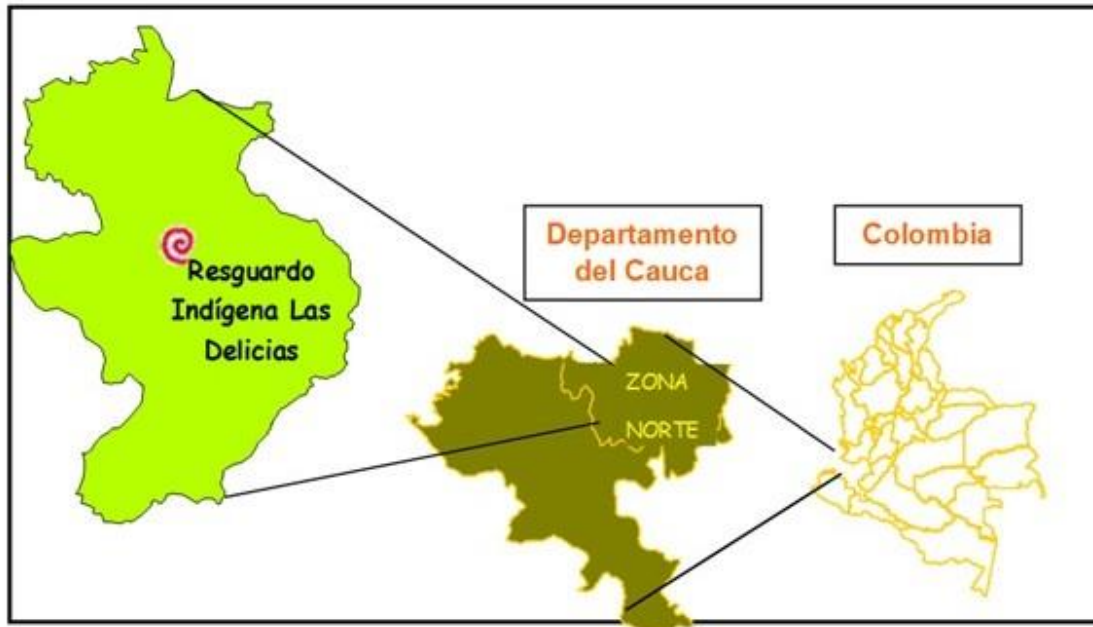 Resguardo
Indígena Las
Delicias
Departamento
del Cauca
ZONA
NORTE
Colombia